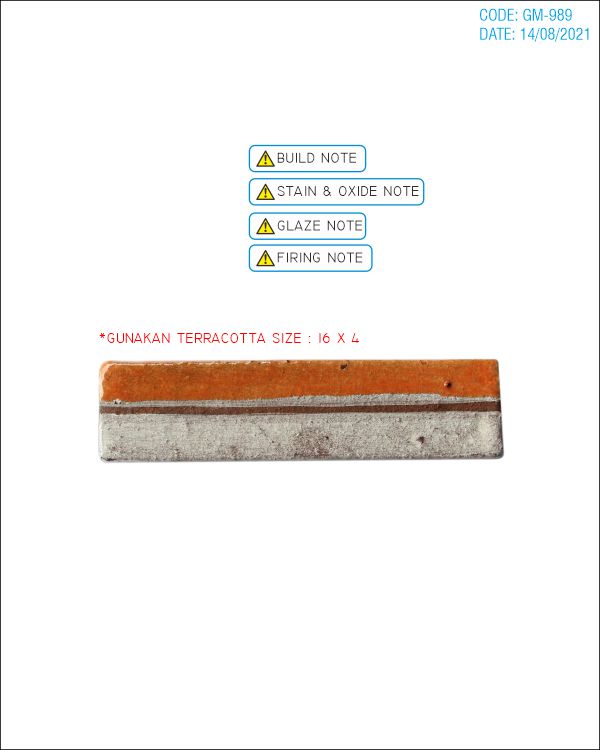 CODE: GM-989
DATE: 14/08/2021
BUILD NOTE
STAIN & OXIDE NOTE
GLAZE NOTE
FIRING NOTE
*GUNAKAN TERRACOTTA SIZE : 16 X 4